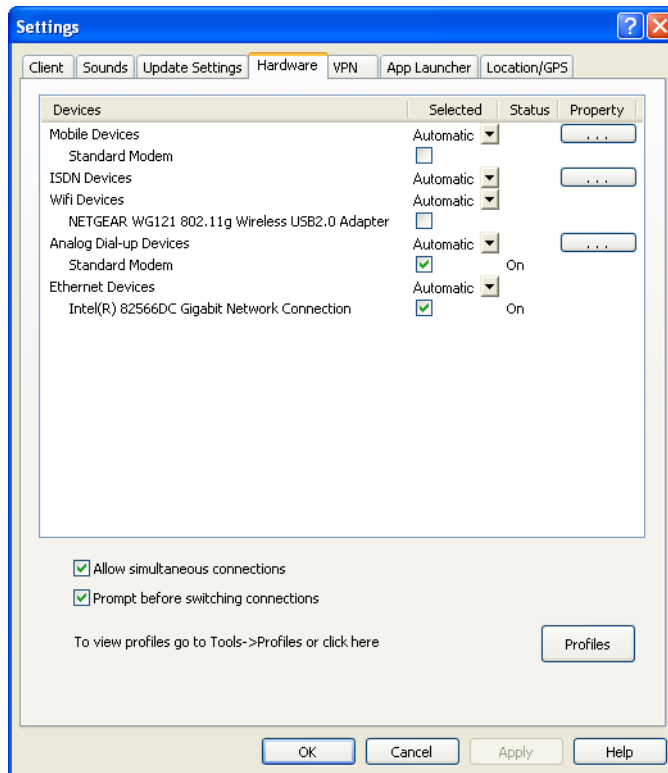 Settings
Client Sounds Update Settings Hardware VPN App Launcher Location/GPS
Devices Selected Status Property
Mobile Devices Automatic ...
Standard Modem
ISDN Devices Automatic ...
Wifi Devices Automatic
NETGEAR WG121 802.11g Wireless USB2.0 Adapter
Analog Dial-up Devices Automatic ...
Standard Modem On
Ethernet Devices Automatic
Intel(R) 82566DC Gigabit Network Connection On
Allow simultaneous connections
Prompt before switching connections
To view profiles go to Tools->Profiles or click here Profiles
OK Cancel Apply Help